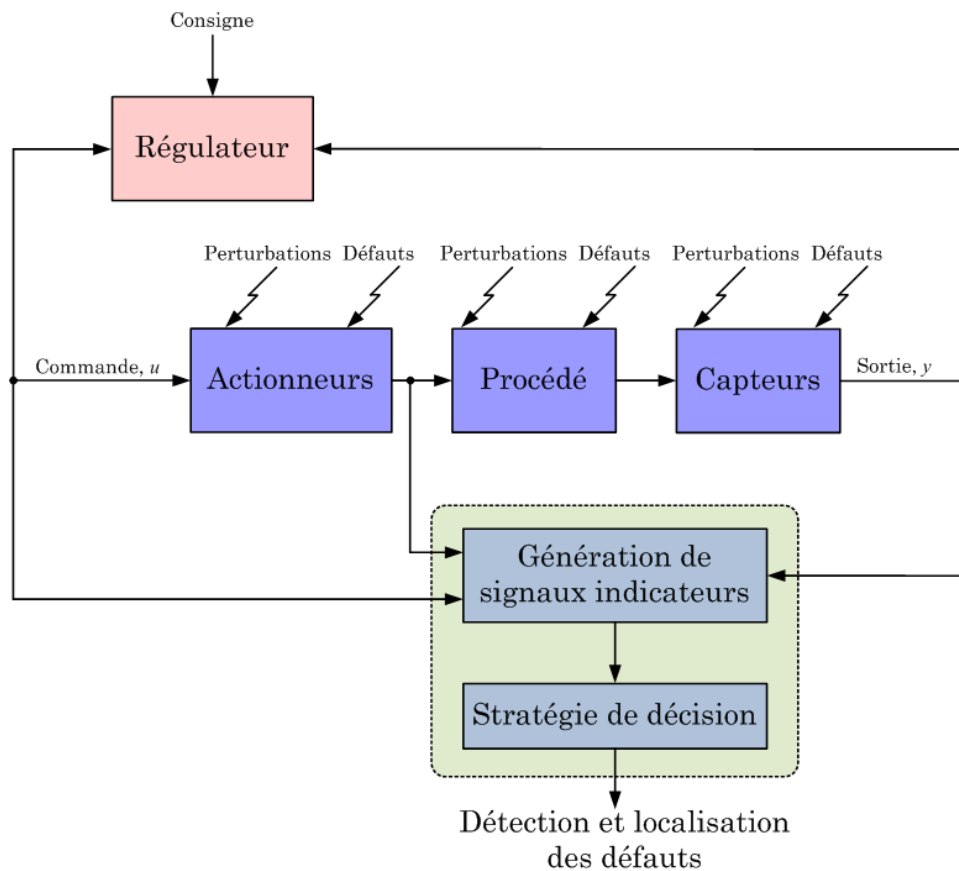 Consigne
Régulateur
Perturbations Défauts Perturbations Défauts Perturbations Défauts
Commande, u Actionneurs Procédé Capteurs Sortie, y
Génération de
signaux indicateurs
Stratégie de décision
Détection et localisation
des défauts